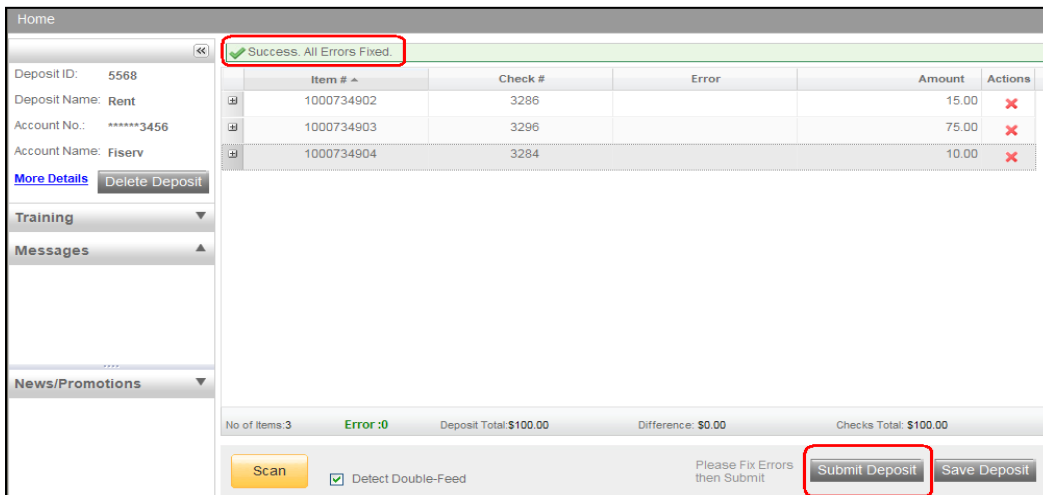 Home
Success. All Errors Fixed.
Deposit ID: 5568
Deposit Name: Rent
Account No.: ******3456
Account Name: Fiserv
More Details Delete Deposit
Training
Messages
News/Promotions
Item # Check # Error Amount Actions
1000734902 3286 15.00
1000734903 3296 75.00
1000734904 3284 10.00
No of Items:3 Error :0 Deposit Total:$100.00 Difference: $0.00 Checks Total: $100.00
Scan
Detect Double-Feed
Please Fix Errors
then Submit
Submit Deposit
Save Deposit